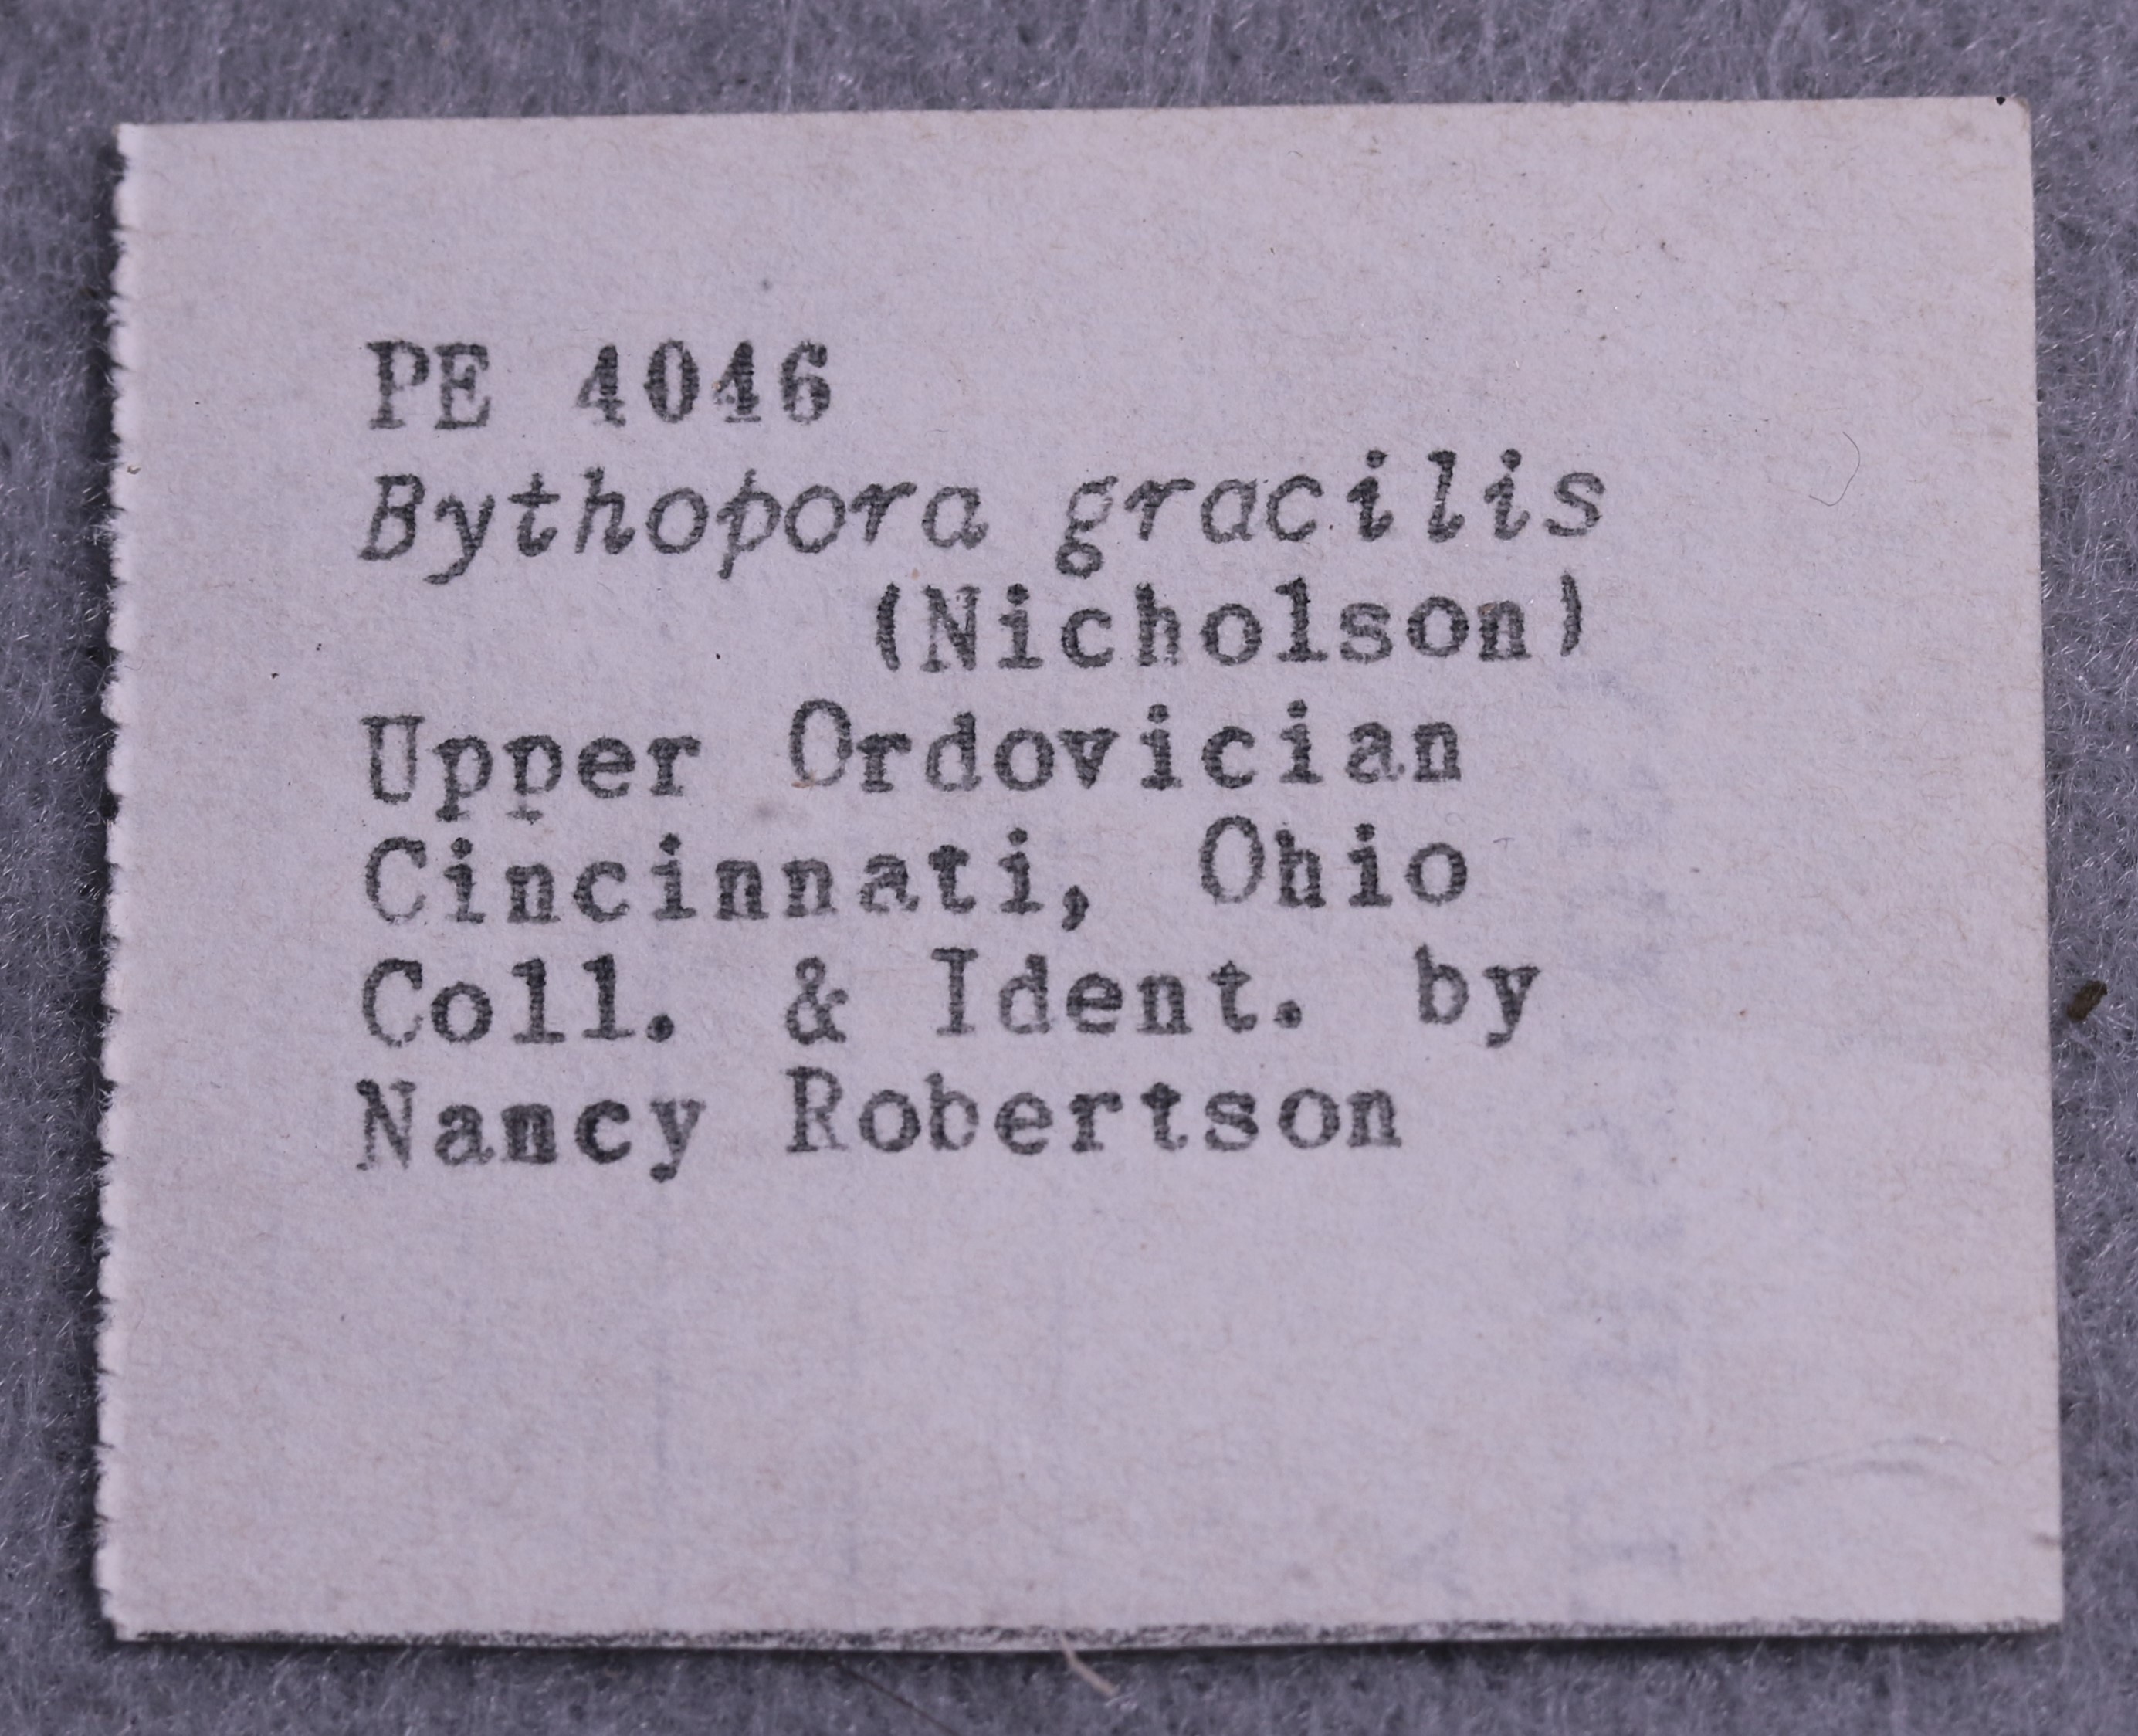 PE 4046
Bythopora gracilis
(Nicholson)
Upper Ordovician
Cincinnati, Ohio
Coll. & Ident. by
Nancy Robertson